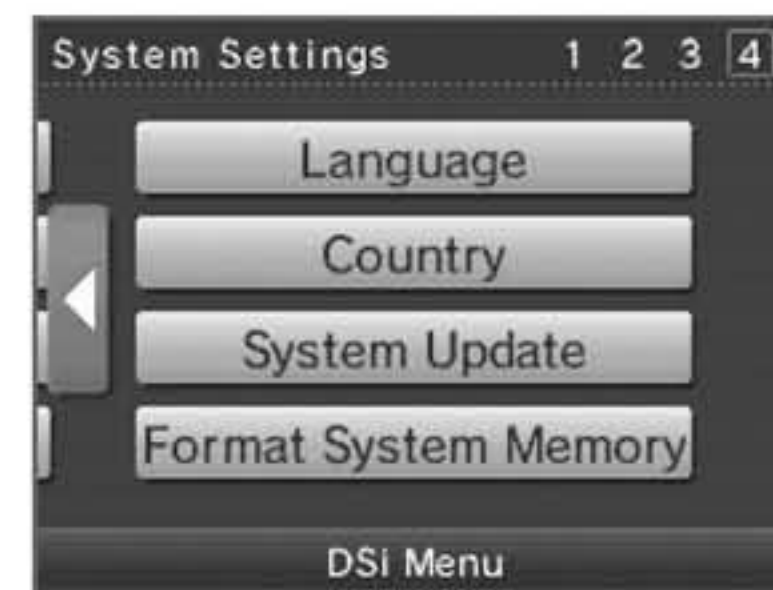 System Settings 1 2 3 4
Language
Country
System Update
Format System Memory
DSi Menu